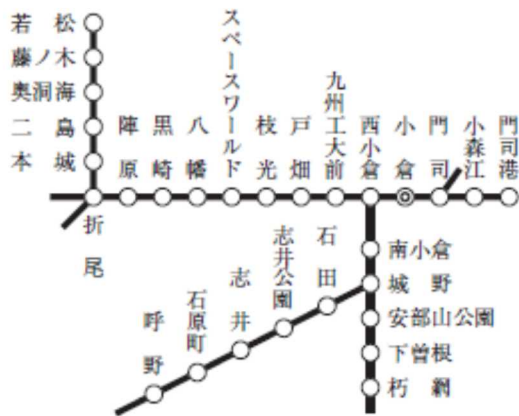 若松
藤ノ木
奥洞海
二島
本城
折尾
陣原
黒崎
八幡
スペースワールド
枝光
戸畑
九州工大前
西小倉
小倉
門司
小森江
門司港
南小倉
城野
安部山公園
下曽根
朽網
石田
志井公園
志井
石原町
呼野